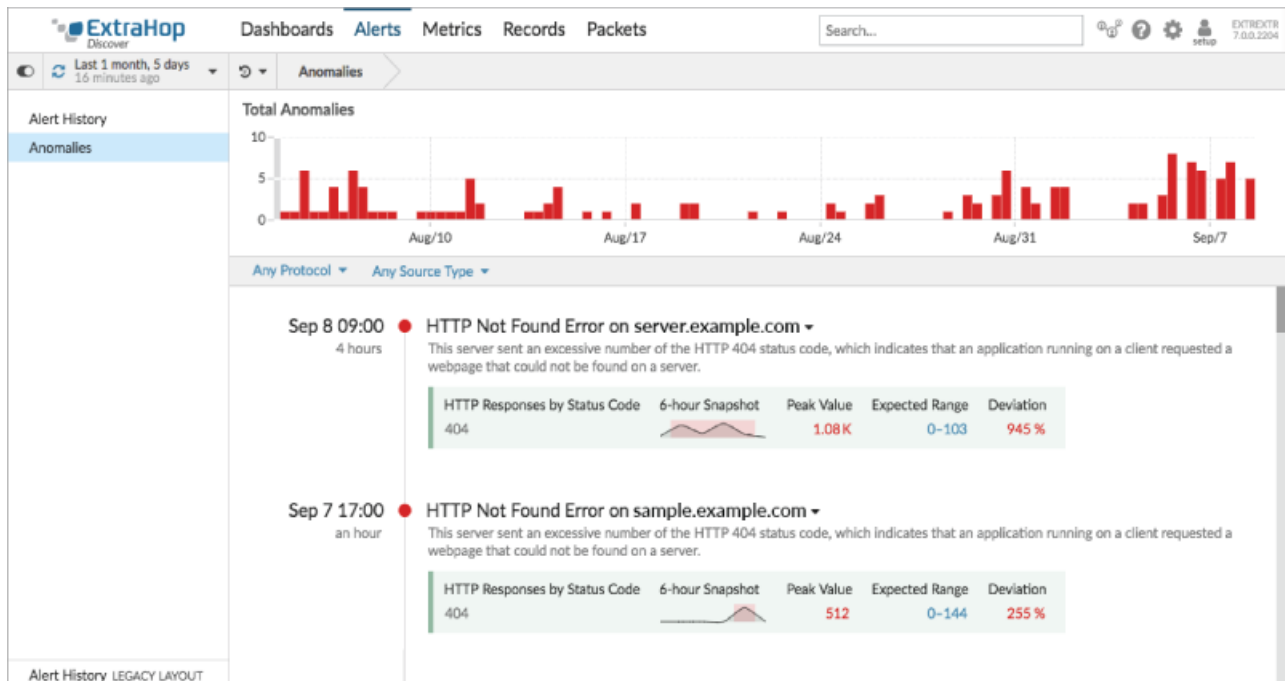 ExtraHop
Discover
Dashboards Alerts Metrics Records Packets
Search...
setup
EXTREXTR
7.0.0.2204
Last 1 month, 5 days
16 minutes ago
Anomalies
Alert History
Anomalies
Total Anomalies
10
5
0
Aug/10 Aug/17 Aug/24 Aug/31 Sep/7
Any Protocol Any Source Type
Sep 8 09:00 HTTP Not Found Error on server.example.com
4 hours This server sent an excessive number of the HTTP 404 status code, which indicates that an application running on a client requested a
webpage that could not be found on a server.
HTTP Responses by Status Code 6-hour Snapshot Peak Value Expected Range Deviation
404 1.08K 0–103 945 %
Sep 7 17:00 HTTP Not Found Error on sample.example.com
an hour This server sent an excessive number of the HTTP 404 status code, which indicates that an application running on a client requested a
webpage that could not be found on a server.
HTTP Responses by Status Code 6-hour Snapshot Peak Value Expected Range Deviation
404 512 0–144 255 %
Alert History LEGACY LAYOUT